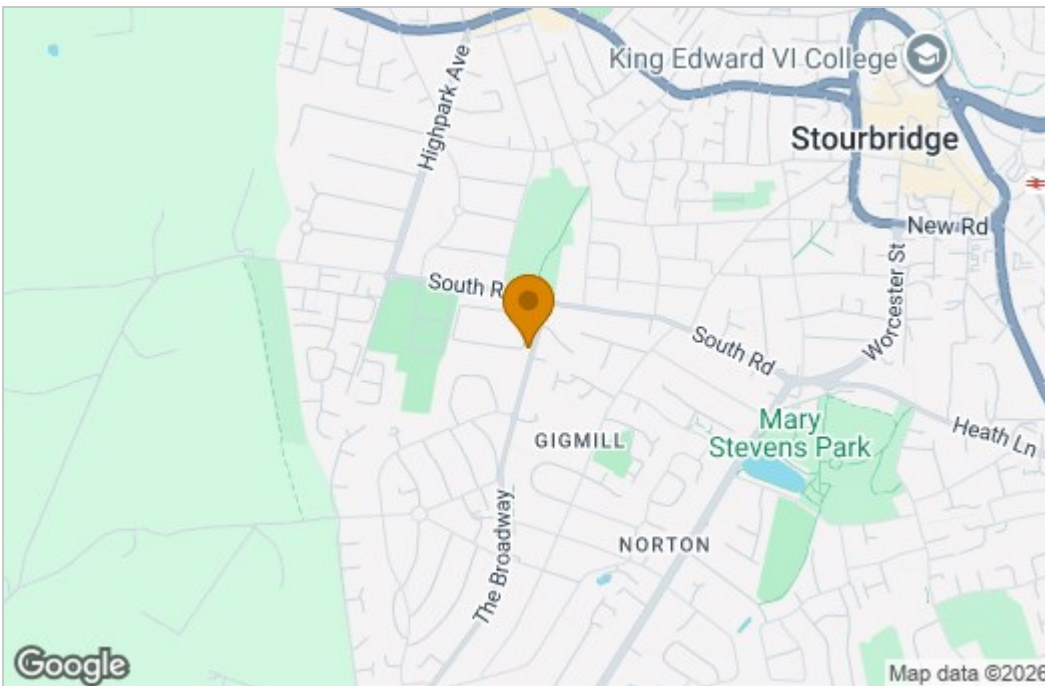 King Edward VI College
Highpark Ave
Stourbridge
New Rd
South R
Worcester St
South Rd
Mary
Stevens Park
Heath Ln
GIGMILL
The Broadway
NORTON
Google
Map data ©2026